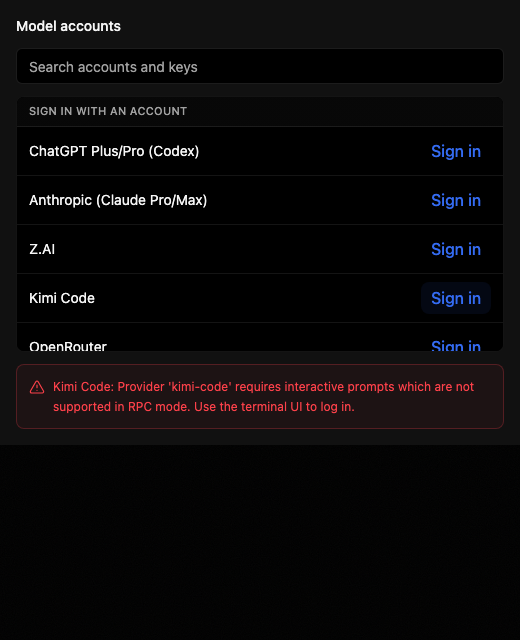 Model accounts
Search accounts and keys
SIGN IN WITH AN ACCOUNT
ChatGPT Plus/Pro (Codex) Sign in
Anthropic (Claude Pro/Max) Sign in
Z.AI Sign in
Kimi Code Sign in
OpenRouter Sign in
Kimi Code: Provider 'kimi-code' requires interactive prompts which are not
supported in RPC mode. Use the terminal UI to log in.